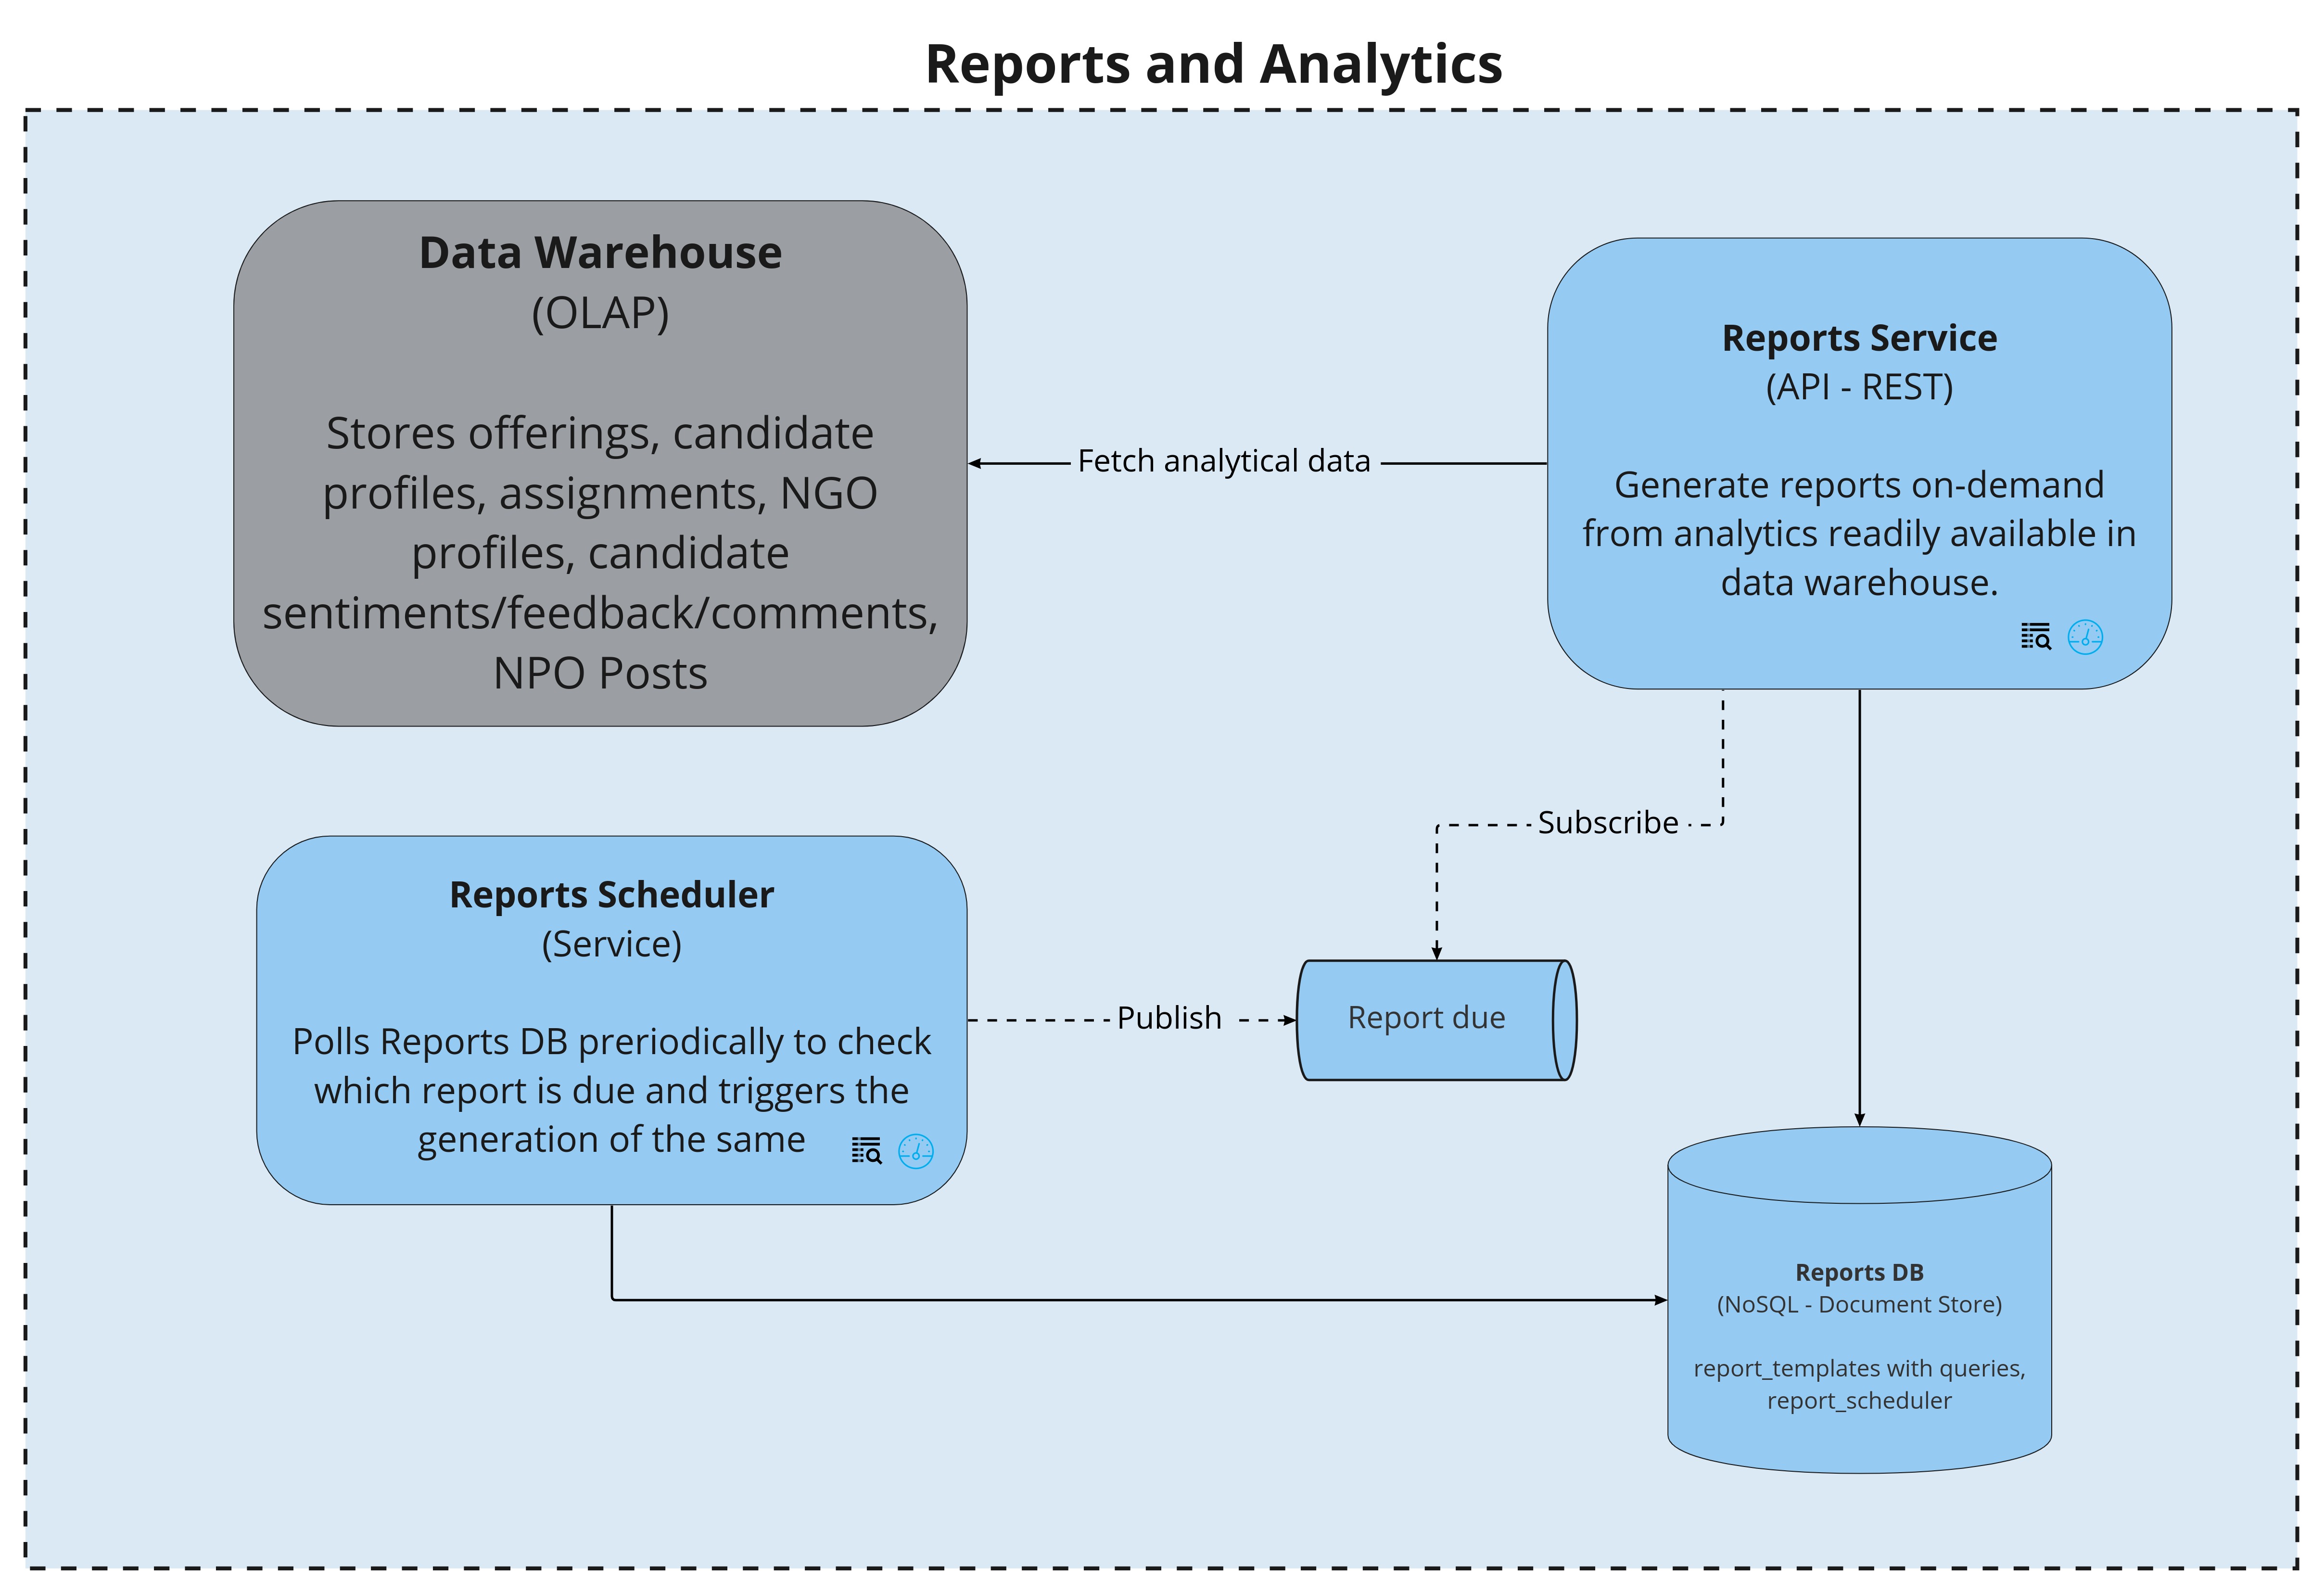 Reports and Analytics
Data Warehouse
(OLAP)
Stores offerings, candidate
profiles, assignments, NGO
profiles, candidate
sentiments/feedback/comments,
NPO Posts
Fetch analytical data
Reports Service
(API - REST)
Generate reports on-demand
from analytics readily available in
data warehouse.
Subscribe
Reports Scheduler
(Service)
Polls Reports DB preriodically to check
which report is due and triggers the
generation of the same
Publish
Report due
Reports DB
(NoSQL - Document Store)
report_templates with queries,
report_scheduler